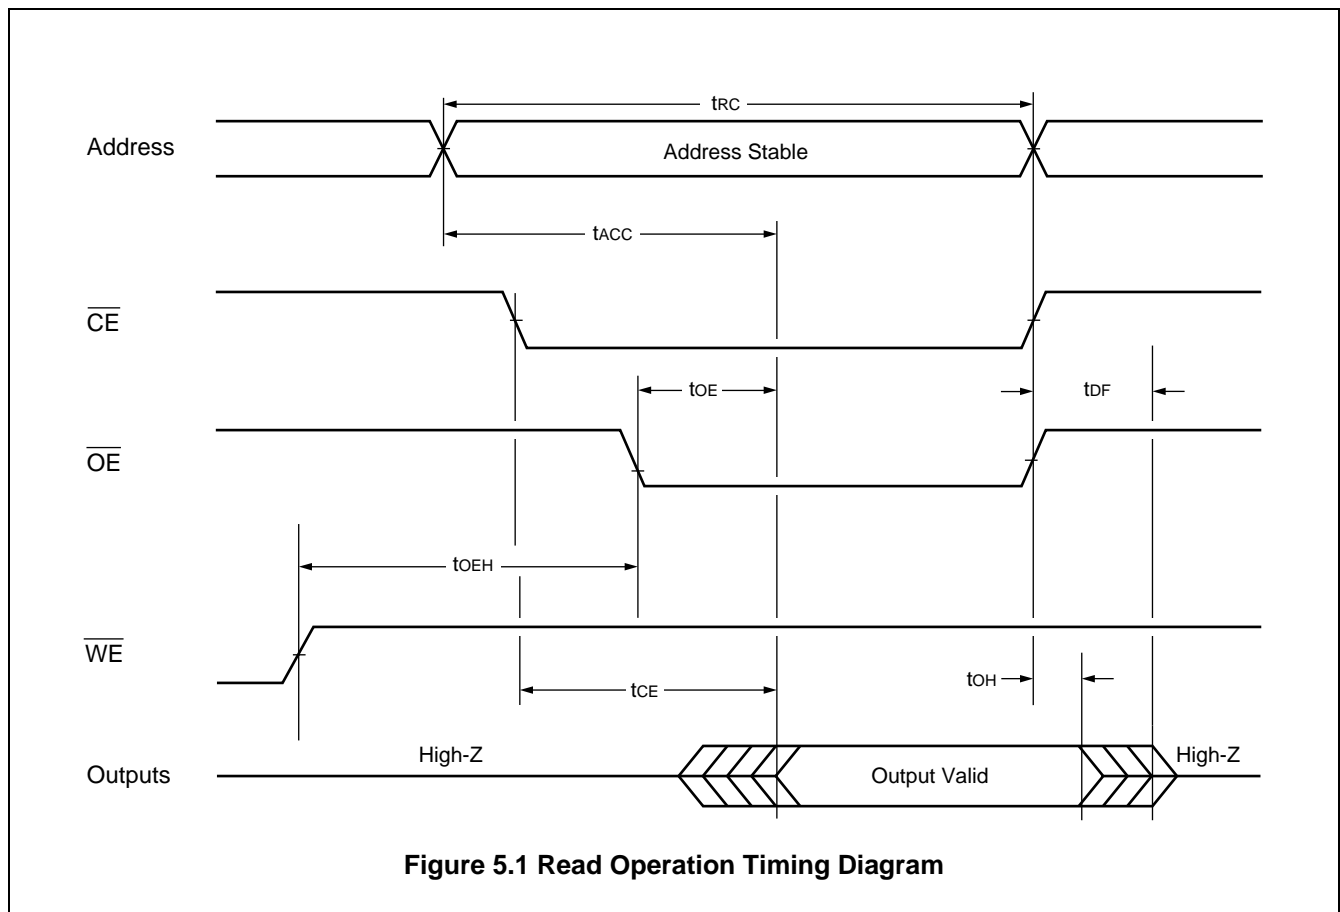 tRC
Address
Address Stable
tACC
CE
tOE
tDF
OE
tOEH
WE
tCE
tOH
High-Z
High-Z
Outputs
Output Valid
Figure 5.1 Read Operation Timing Diagram